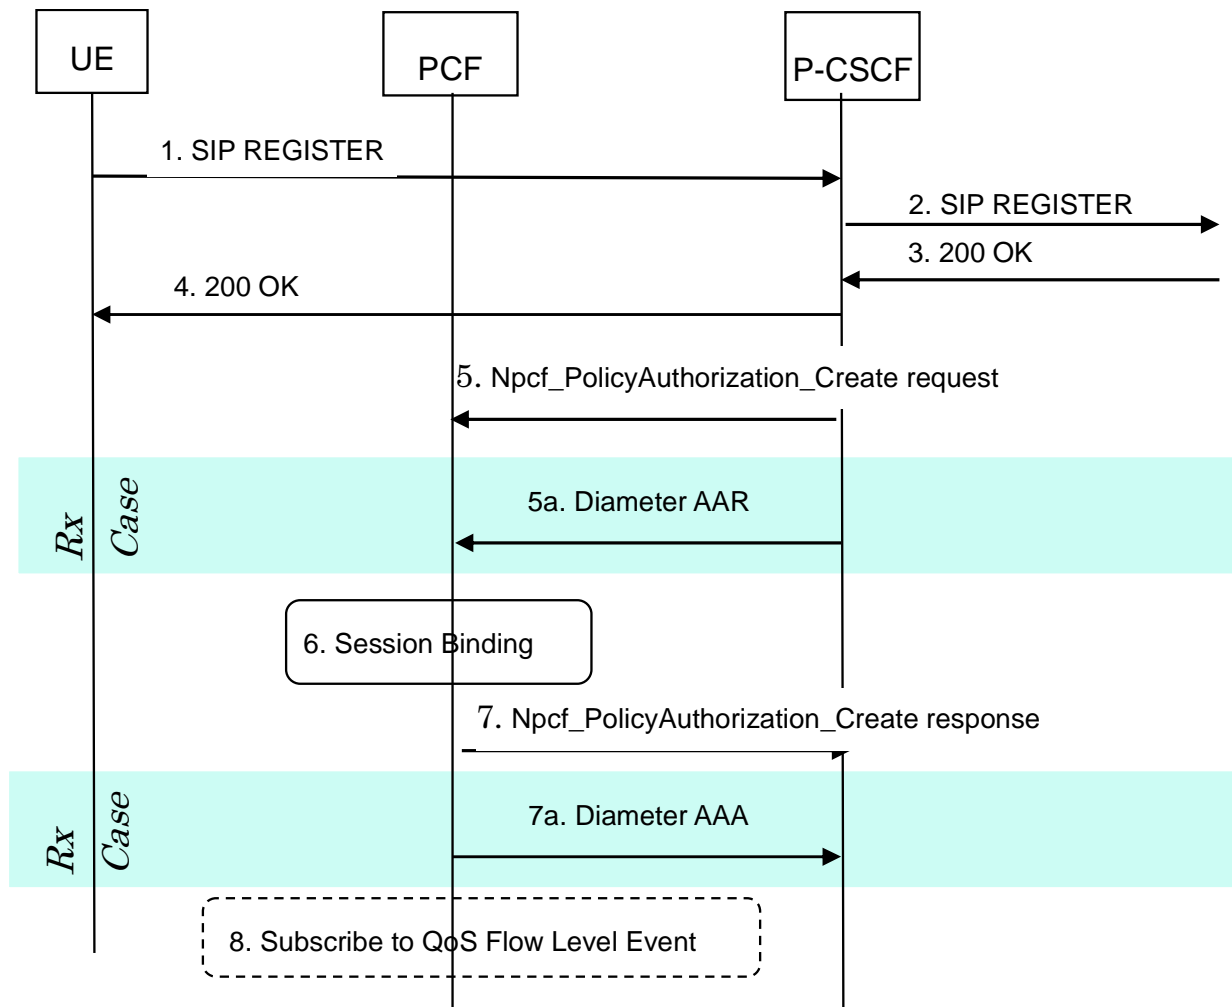 UE
PCF
P-CSCF
1. SIP REGISTER
2. SIP REGISTER
3. 200 OK
4. 200 OK
5. Npcf_PolicyAuthorization_Create request
Rx
Case
5a. Diameter AAR
6. Session Binding
7. Npcf_PolicyAuthorization_Create response
Rx
Case
7a. Diameter AAA
8. Subscribe to QoS Flow Level Event